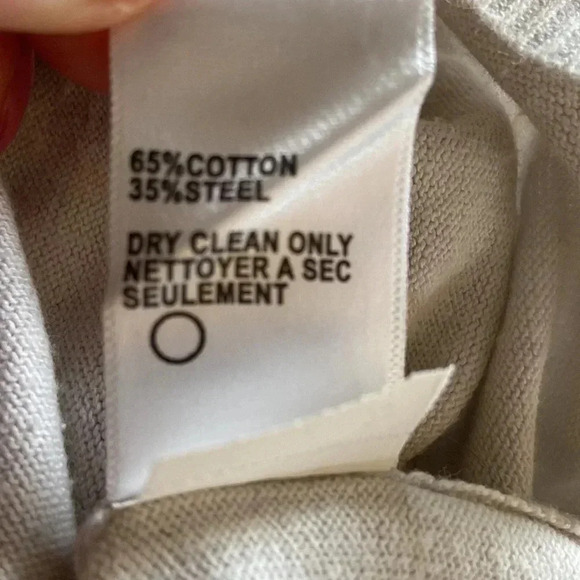 65%COTTON
35%STEEL
DRY CLEAN ONLY
NETTOYER A SEC
SEULEMENT